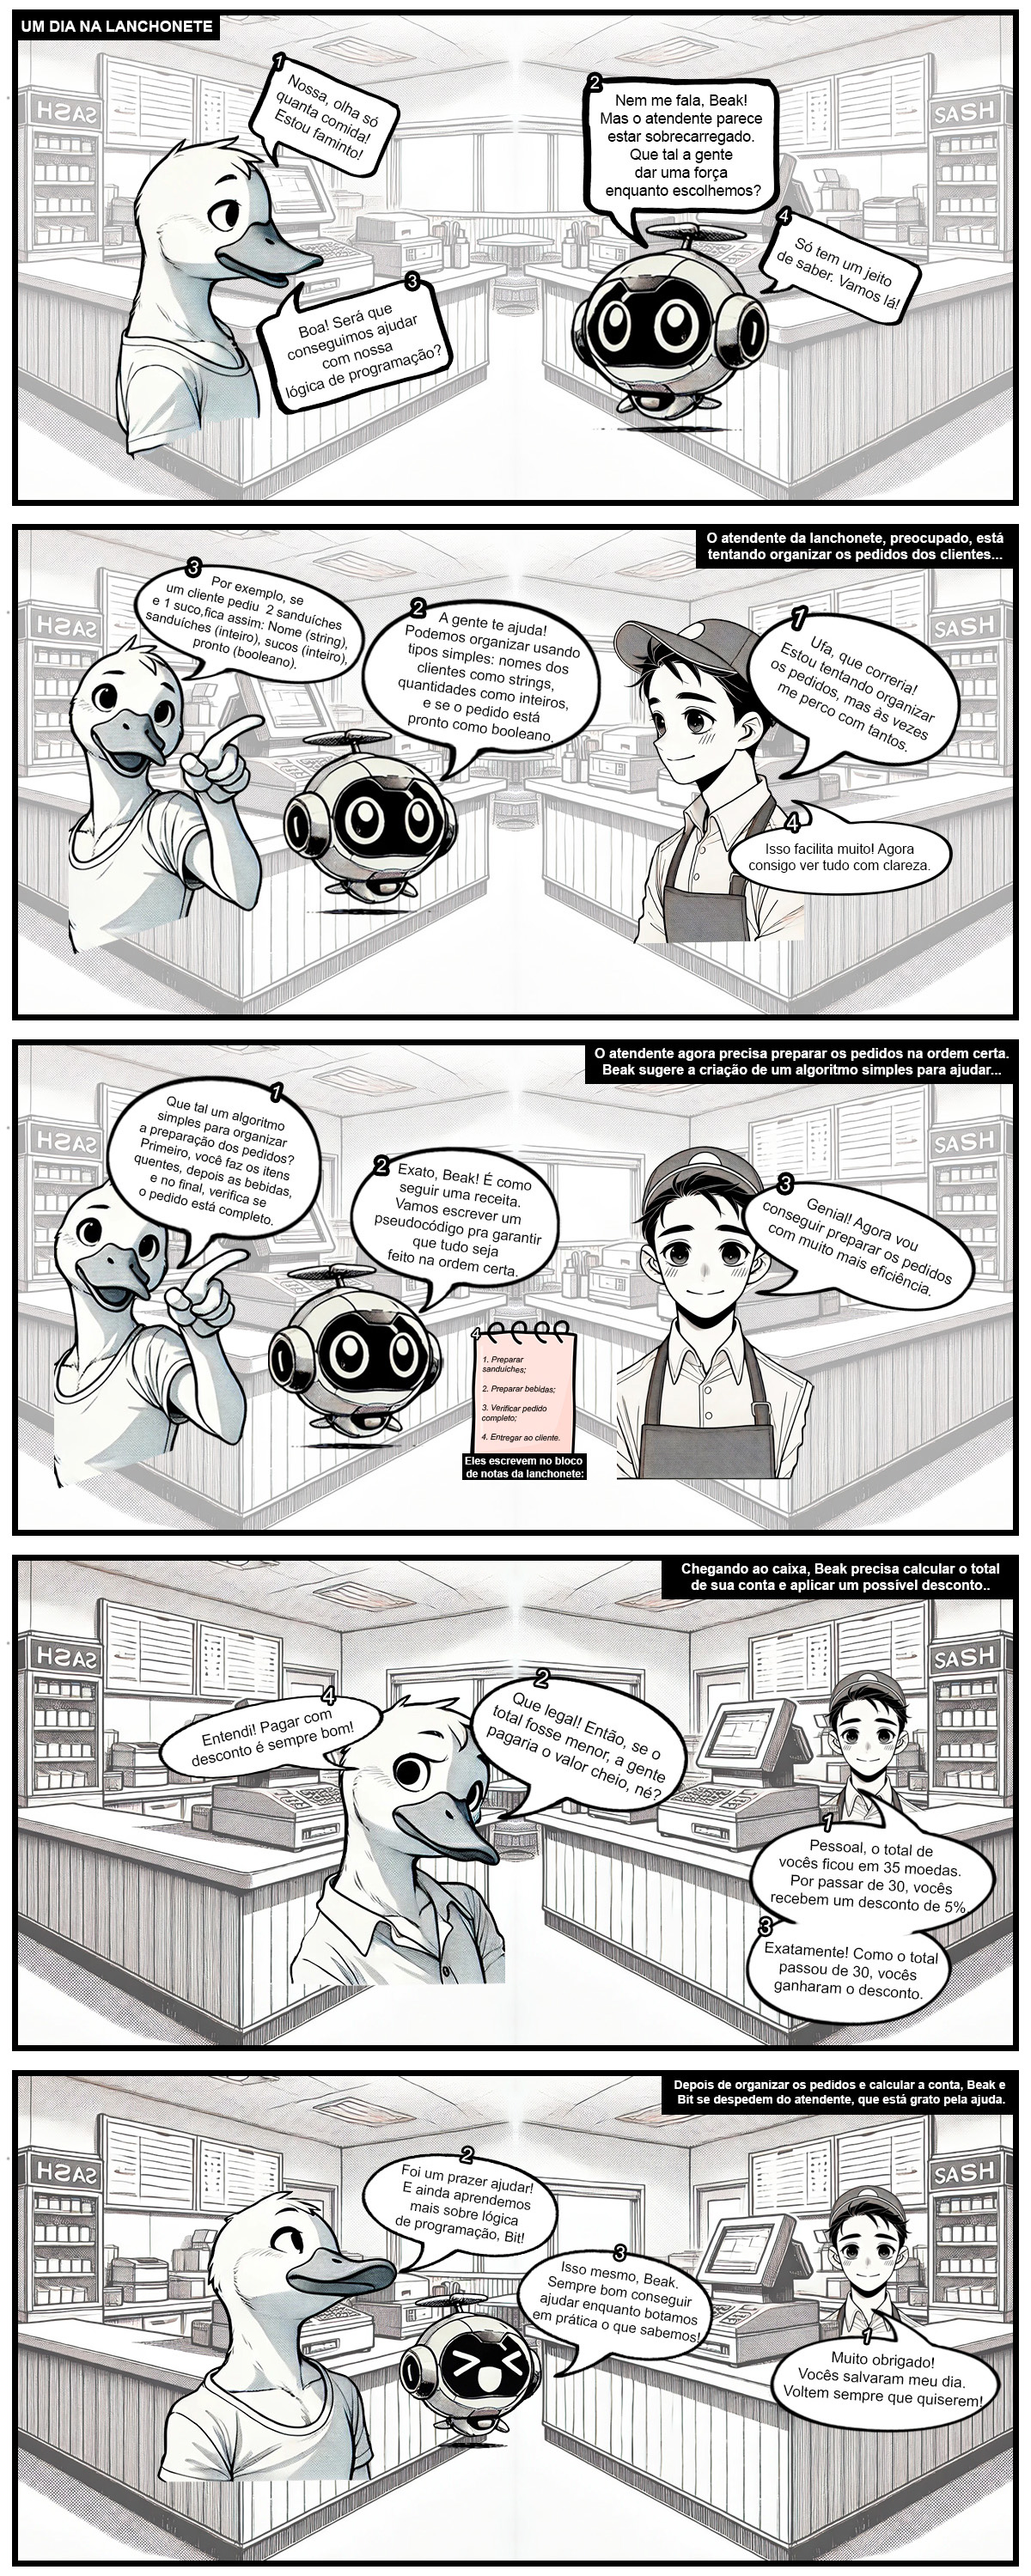 UM DIA NA LANCHONETE
SASH
SASH
1
Nossa, olha só
quanta comida!
Estou faminto!
2
Nem me fala, Beak!
Mas o atendente parece
estar sobrecarregado.
Que tal a gente
dar uma força
enquanto escolhemos?
3
Boa! Será que
conseguimos ajudar
com nossa
lógica de programação?
4
Só tem um jeito
de saber. Vamos lá!
O atendente da lanchonete, preocupado, está
tentando organizar os pedidos dos clientes...
SASH
SASH
1
Ufa, que correria!
Estou tentando organizar
os pedidos, mas às vezes
me perco com tantos.
2
A gente te ajuda!
Podemos organizar usando
tipos simples: nomes dos
clientes como strings,
quantidades como inteiros,
e se o pedido está
pronto como booleano.
3
Por exemplo, se
um cliente pediu 2 sanduíches
e 1 suco,fica assim: Nome (string),
sanduíches (inteiro), sucos (inteiro),
pronto (booleano).
4
Isso facilita muito! Agora
consigo ver tudo com clareza.
O atendente agora precisa preparar os pedidos na ordem certa.
Beak sugere a criação de um algoritmo simples para ajudar...
SASH
SASH
1
Que tal um algoritmo
simples para organizar
a preparação dos pedidos?
Primeiro, você faz os itens
quentes, depois as bebidas,
e no final, verifica se
o pedido está completo.
2
Exato, Beak! É como
seguir uma receita.
Vamos escrever um
pseudocódigo pra garantir
que tudo seja
feito na ordem certa.
3
Genial! Agora vou
conseguir preparar os pedidos
com muito mais eficiência.
4
1. Preparar
sanduíches;
2. Preparar bebidas;
3. Verificar pedido
completo;
4. Entregar ao cliente.
Eles escrevem no bloco
de notas da lanchonete:
Chegando ao caixa, Beak precisa calcular o total
de sua conta e aplicar um possível desconto..
SASH
SASH
1
Pessoal, o total de
vocês ficou em 35 moedas.
Por passar de 30, vocês
recebem um desconto de 5%.
2
Que legal! Então, se o
total fosse menor, a gente
pagaria o valor cheio, né?
3
Exatamente! Como o total
passou de 30, vocês
ganharam o desconto.
4
Entendi! Pagar com
desconto é sempre bom!
Depois de organizar os pedidos e calcular a conta, Beak e
Bit se despedem do atendente, que está grato pela ajuda.
SASH
SASH
1
Muito obrigado!
Vocês salvaram meu dia.
Voltem sempre que quiserem!
2
Foi um prazer ajudar!
E ainda aprendemos
mais sobre lógica
de programação, Bit!
3
Isso mesmo, Beak.
Sempre bom conseguir
ajudar enquanto botamos
em prática o que sabemos!